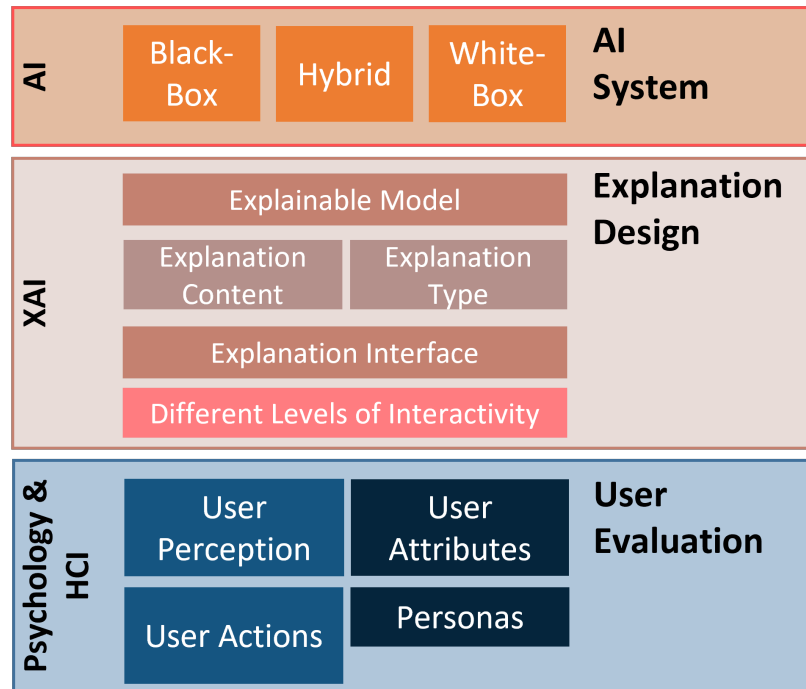 AI
Black-
Box
Hybrid
White-
Box
AI
System
XAI
Explainable Model
Explanation
Content
Explanation
Type
Explanation Interface
Different Levels of Interactivity
Explanation
Design
Psychology &
HCI
User
Perception
User
Attributes
User Actions
Personas
User
Evaluation